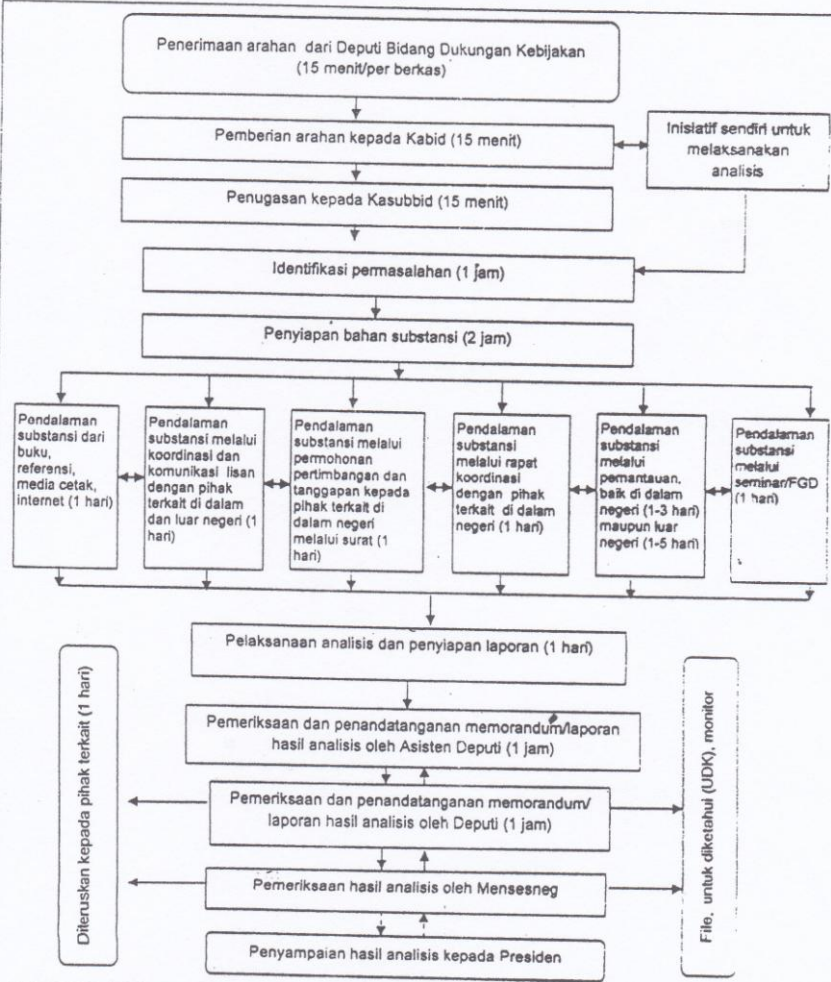 Penerimaan arahan dari Deputi Bidang Dukungan Kebijakan
(15 menit/per berkas)
Pemberian arahan kepada Kabid (15 menit)
Inisiatif sendiri untuk
melaksanakan
analisis
Penugasan kepada Kasubbid (15 menit)
Identifikasi permasalahan (1 jam)
Penyiapan bahan substansi (2 jam)
Pendalaman
substansi dari
buku,
referensi,
media cetak,
internet (1 hari)
Pendalaman
substansi melalui
koordinasi dan
komunikasi lisan
dengan pihak
terkait di dalam
dan luar negeri (1
hari)
Pendalaman
substansi melalui
permohonan
pertimbangan dan
tanggapan kepada
pihak terkait di
dalam negeri
melalui surat (1
hari)
Pendalaman
substansi
melalui rapat
koordinasi
dengan pihak
terkait di dalam
negeri (1 hari)
Pendalaman
substansi
melalui
pemantauan,
baik di dalam
negeri (1-3 hari)
maupun luar
negeri (1-5 hari)
Pendalaman
substansi
melalui
seminar/FGD
(1 hari)
Pelaksanaan analisis dan penyiapan laporan (1 hari)
Pemeriksaan dan penandatanganan memorandum/laporan
hasil analisis oleh Asisten Deputi (1 jam)
Pemeriksaan dan penandatanganan memorandum/
laporan hasil analisis oleh Deputi (1 jam)
Pemeriksaan hasil analisis oleh Mensesneg
Penyampaian hasil analisis kepada Presiden
Diteruskan kepada pihak terkait (1 hari)
File, untuk diketahui (UDK), monitor